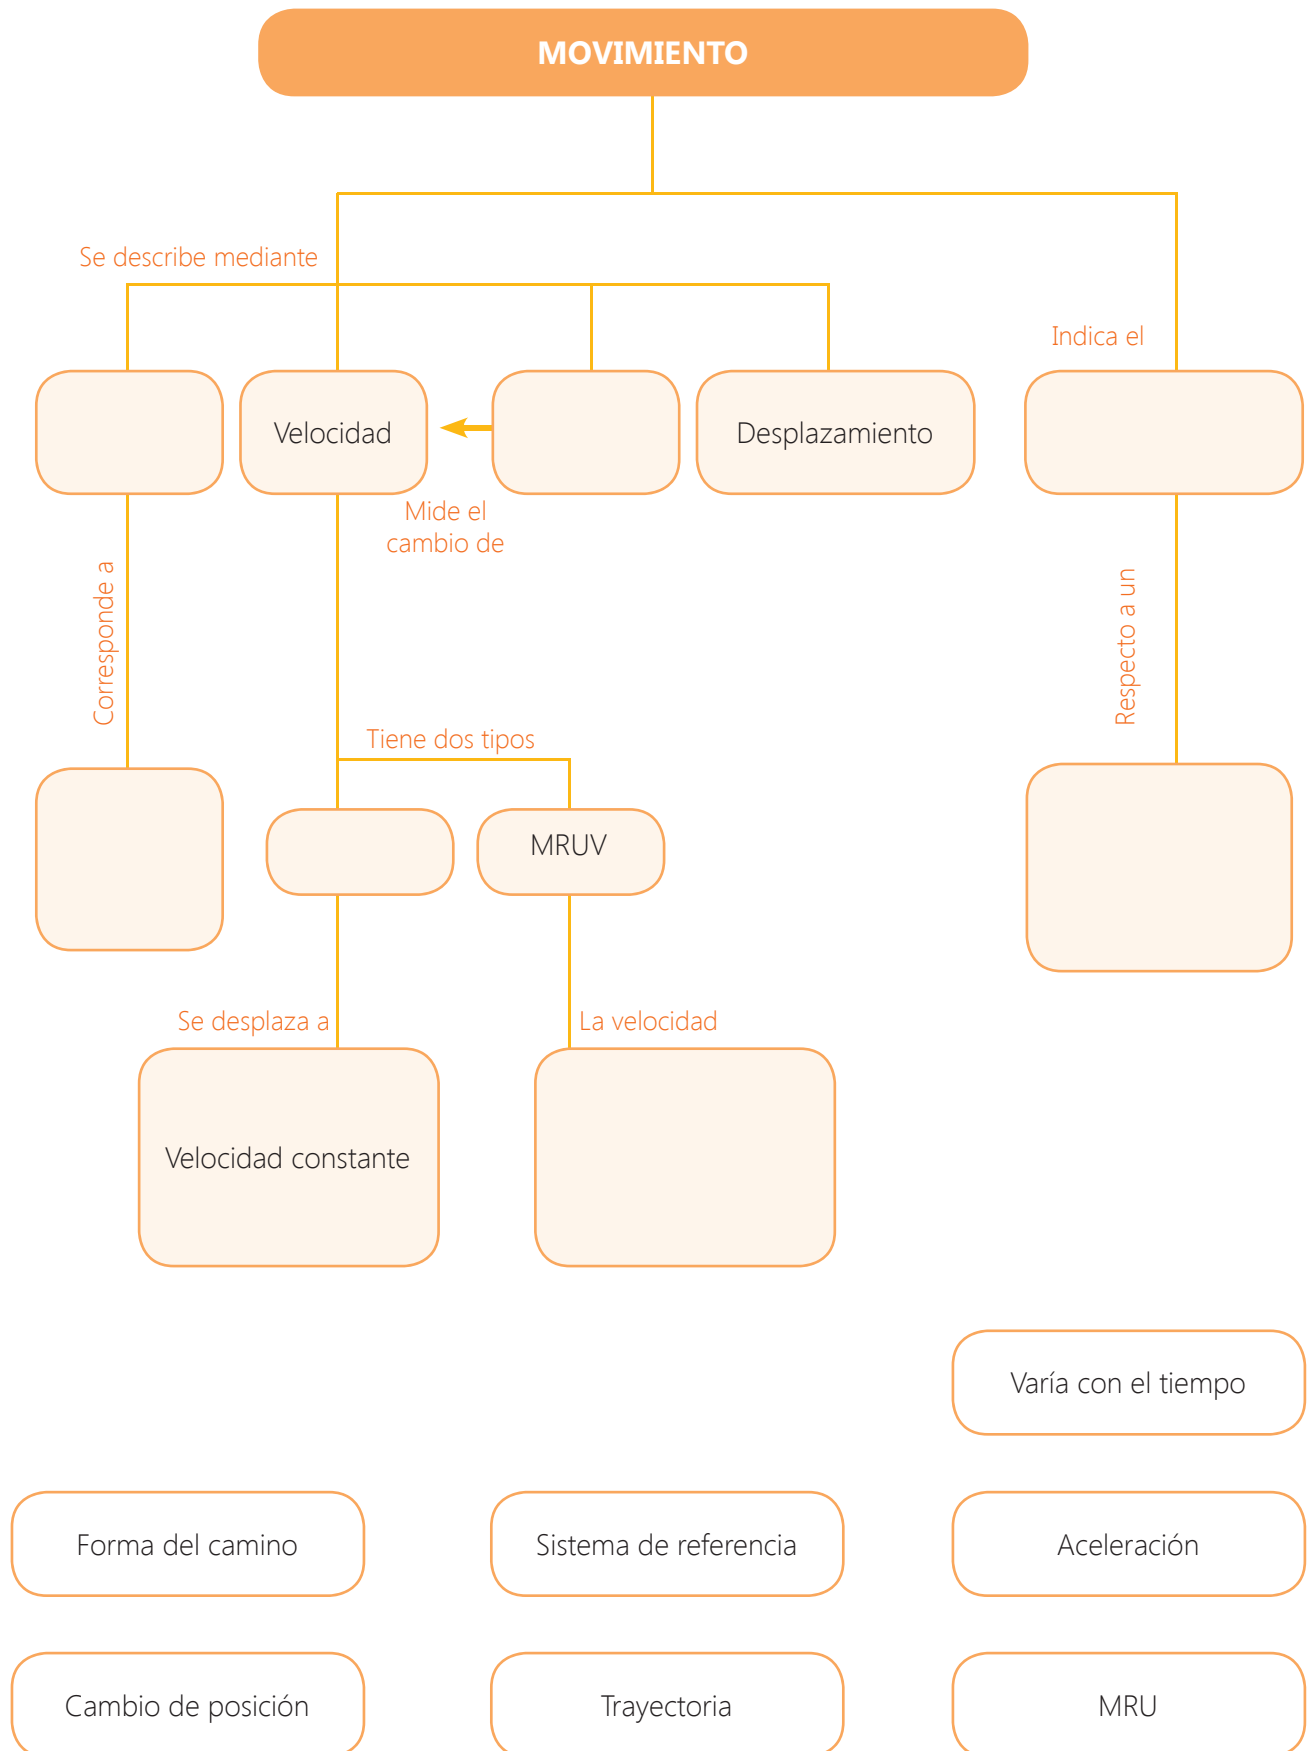 MOVIMIENTO
Se describe mediante
Indica el
Velocidad
Desplazamiento
Mide el
cambio de
Corresponde a
Respecto a un
Tiene dos tipos
MRUV
Se desplaza a
La velocidad
Velocidad constante
Varía con el tiempo
Forma del camino
Sistema de referencia
Aceleración
Cambio de posición
Trayectoria
MRU